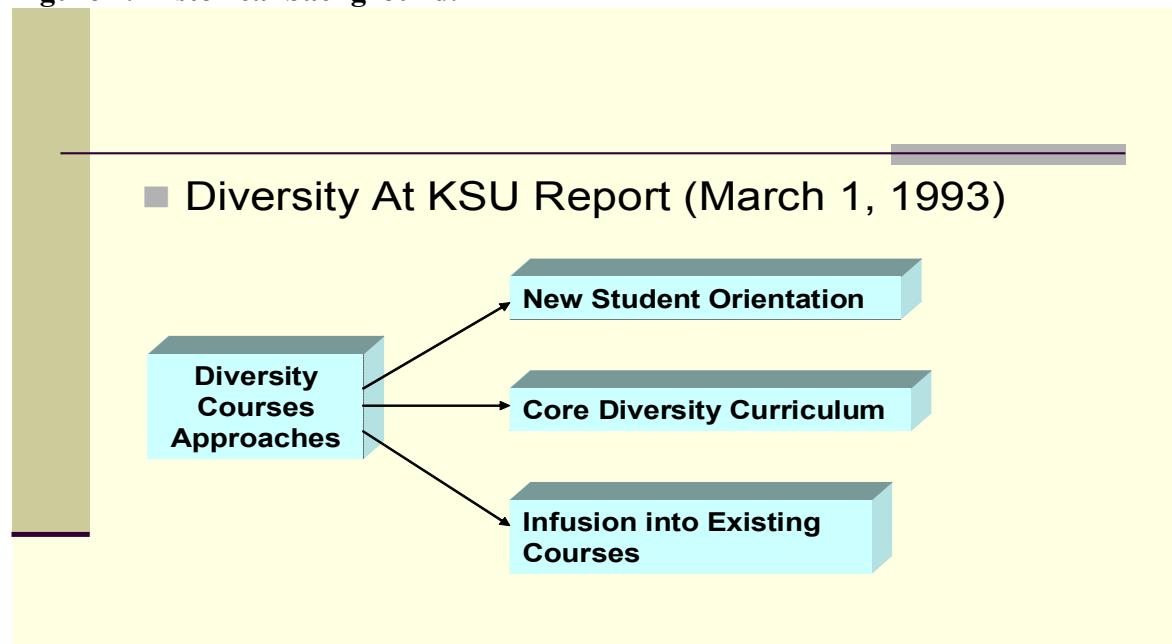 Diversity At KSU Report (March 1, 1993)
New Student Orientation
Diversity
Courses
Approaches
Core Diversity Curriculum
Infusion into Existing
Courses